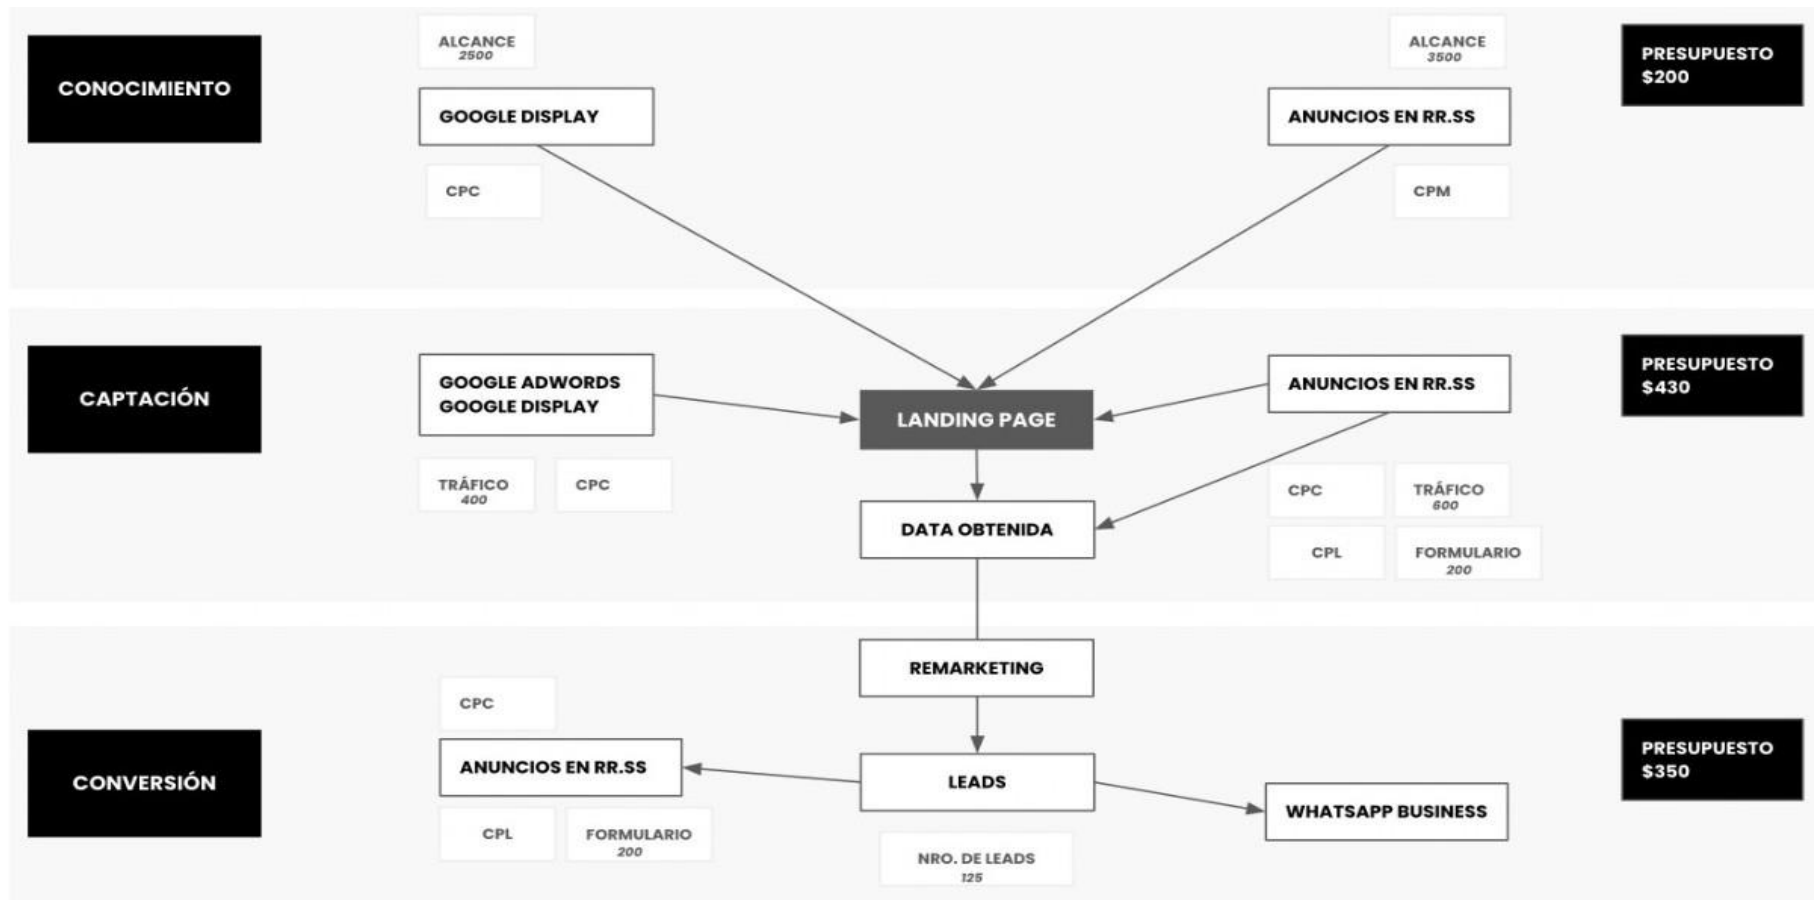 CONOCIMIENTO
ALCANCE
2500
GOOGLE DISPLAY
CPC
ALCANCE
3500
ANUNCIOS EN RR.SS
CPM
PRESUPUESTO
$200
CAPTACIÓN
GOOGLE ADWORDS
GOOGLE DISPLAY
TRÁFICO
400
CPC
LANDING PAGE
DATA OBTENIDA
ANUNCIOS EN RR.SS
CPC
TRÁFICO
600
CPL
FORMULARIO
200
PRESUPUESTO
$430
CONVERSIÓN
CPC
ANUNCIOS EN RR.SS
CPL
FORMULARIO
200
REMARKETING
LEADS
NRO. DE LEADS
125
WHATSAPP BUSINESS
PRESUPUESTO
$350